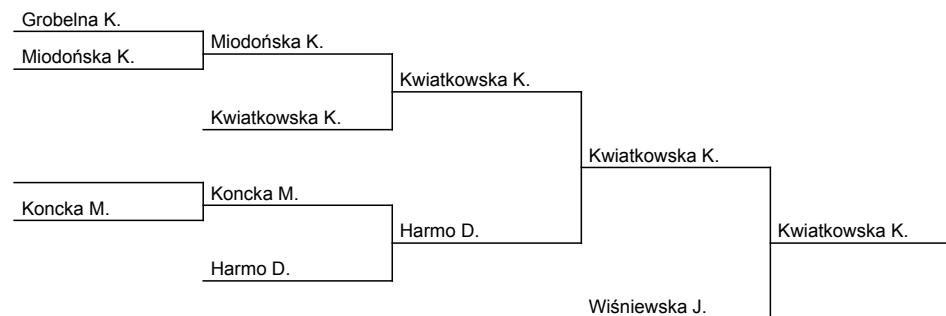 Grobelna K.
Miodońska K.
Miodońska K.
Kwiatkowska K.
Kwiatkowska K.
Kwiatkowska K.
Koncka M.
Koncka M.
Harmo D.
Kwiatkowska K.
Harmo D.
Wiśniewska J.